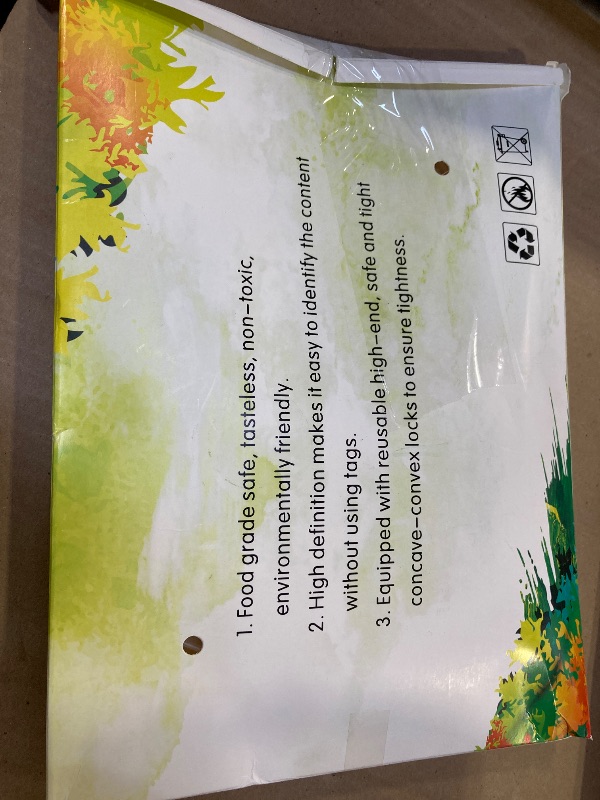 1. Food grade safe, tasteless, non-toxic,
environmentally friendly.
2. High definition makes it easy to identify the content
without using tags.
3. Equipped with reusable high-end, safe and tight
concave-convex locks to ensure tightness.